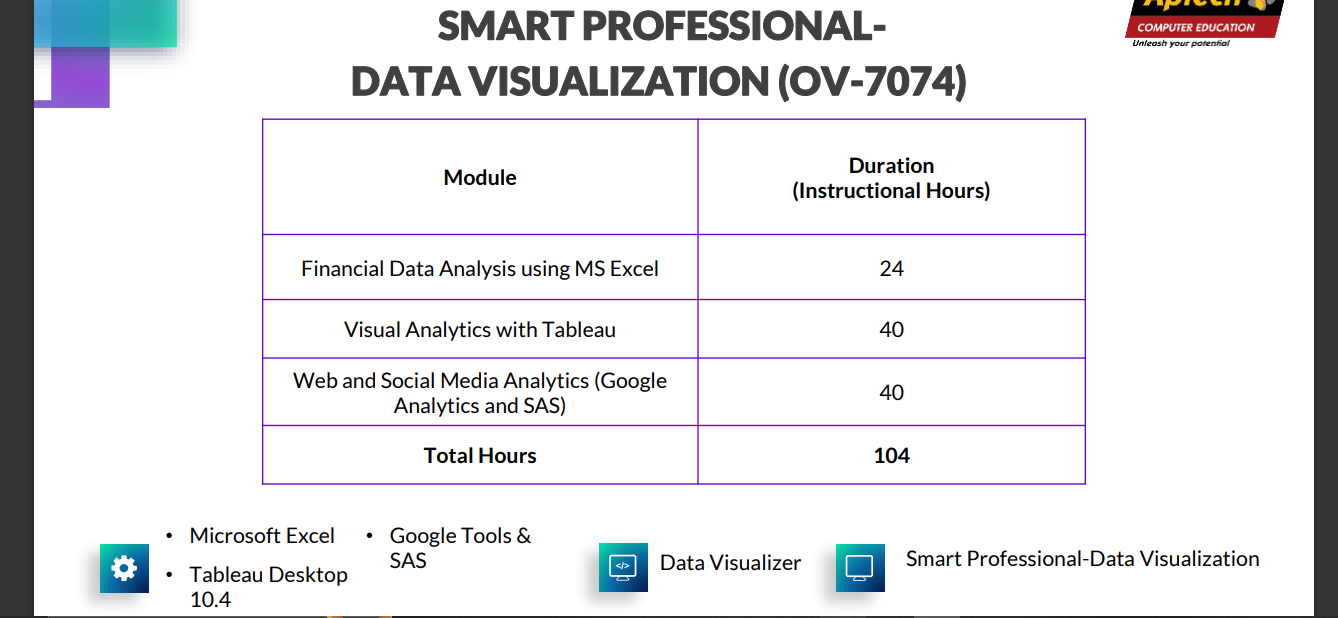 SMART PROFESSIONAL-
DATA VISUALIZATION (OV-7074)
Aptech
COMPUTER EDUCATION
Unleash your potential
Module
Duration
(Instructional Hours)
Financial Data Analysis using MS Excel
24
Visual Analytics with Tableau
40
Web and Social Media Analytics (Google
Analytics and SAS)
40
Total Hours
104
• Microsoft Excel
• Tableau Desktop
10.4
• Google Tools &
SAS
</>
Data Visualizer
Smart Professional-Data Visualization